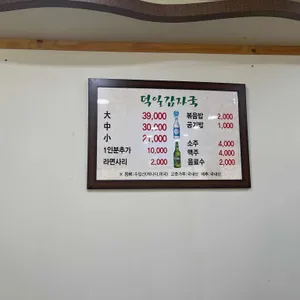 덕악감자국
大 39,000 볶음밥 2,000
中 30,000 공기밥 1,000
小 21,000
소주 4,000
1인분추가 10,000 맥주 4,000
라면사리 2,000 음료수 2,000